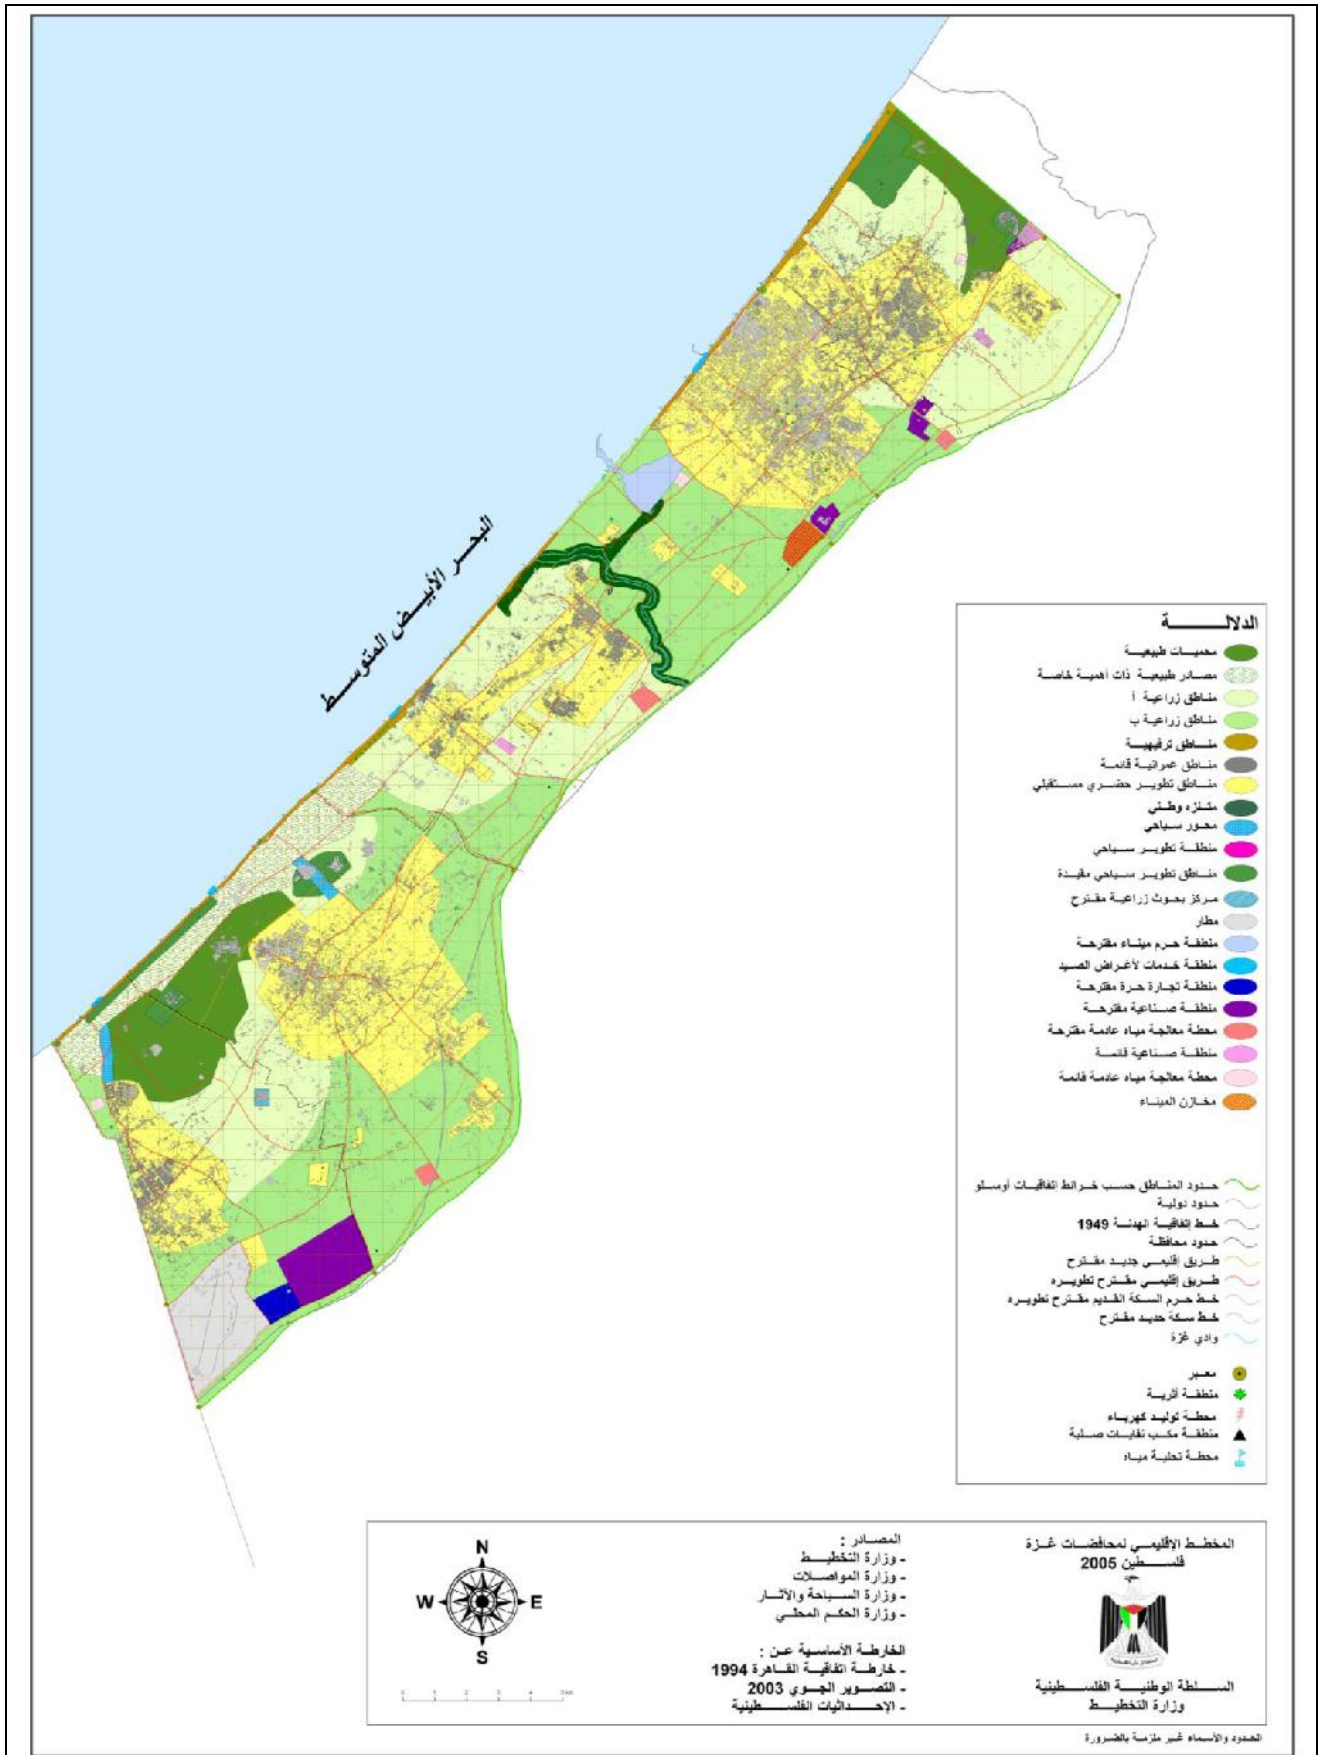 البحر الأبيض المتوسط
الدلالة
محميات طبيعية
مصادر طبيعية ذات أهمية خاصة
مناطق زراعية أ
مناطق زراعية ب
مناطق ترفيهية
مناطق عمرانية قائمة
مناطق تطوير حضري مستقبلي
متنزه وطني
محور سياحي
منطقة تطوير سياحي
مناطق تطوير سياحي مقيدة
مركز بحوث زراعية مقترح
مطار
منطقة حرم ميناء مقترحة
منطقة خدمات لأغراض الصيد
منطقة تجارة حرة مقترحة
منطقة صناعية مقترحة
محطة معالجة مياه عادمة مقترحة
منطقة صناعية قائمة
محطة معالجة مياه عادمة قائمة
مخازن الميناء
حدود المناطق حسب خرائط اتفاقيات أوسلو
حدود دولية
خط إتفاقية الهدنة 1949
حدود محافظة
طريق إقليمي جديد مقترح
طريق إقليمي مقترح تطويره
خط حرم السكة القديم مقترح تطويره
خط سكة حديد مقترح
وادي غزة
معبر
منطقة أثرية
محطة توليد كهرباء
منطقة مكب نفايات صلبة
محطة تحلية مياه
المخطط الإقليمي لمحافضات غزة
فلسطين 2005
السلطة الوطنية الفلسطينية
وزارة التخطيط
المصادر :
- وزارة التخطيط
- وزارة المواصلات
- وزارة السياحة والآثار
- وزارة الحكم المحلي
الخارطة الأساسية عن :
- خارطة اتفاقية القاهرة 1994
- التصوير الجوي 2003
- الإحداثيات الفلسطينية
N
W E
S
الحدود والأسماء غير ملزمة بالضرورة